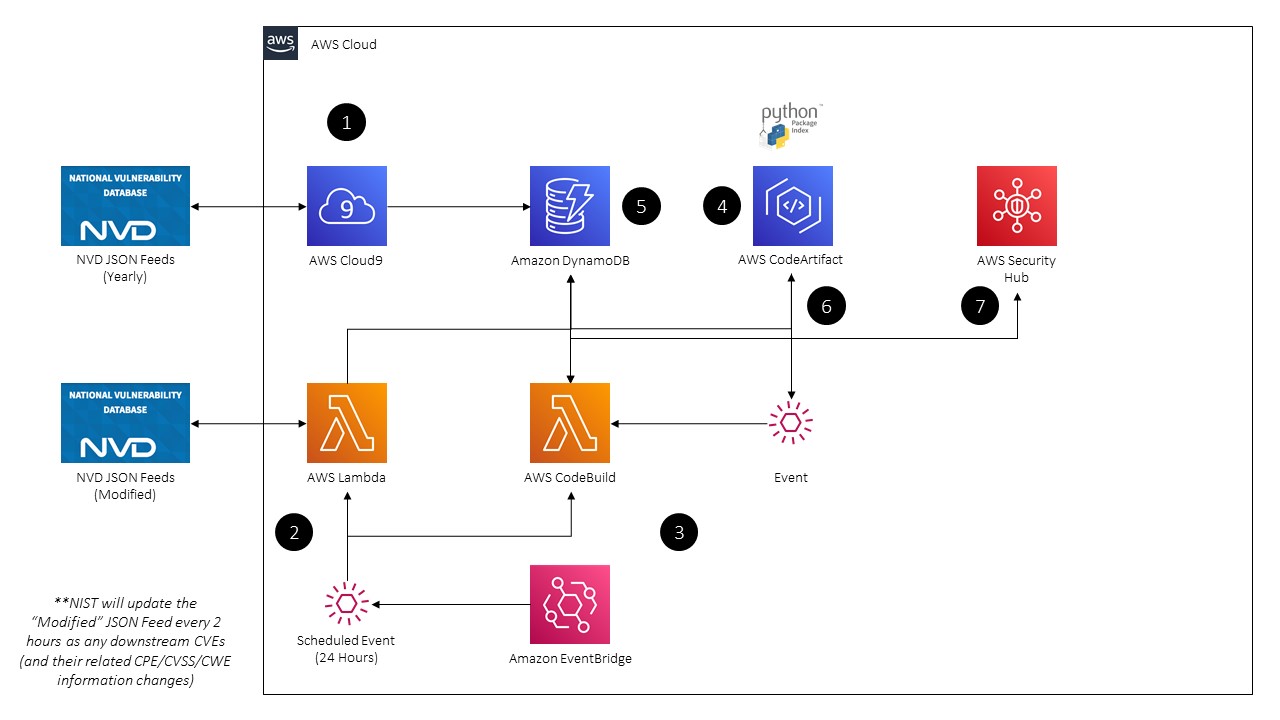 aws
AWS Cloud
1
python™
Package
Index
NATIONAL VULNERABILITY
DATABASE
NVD
NVD JSON Feeds
(Yearly)
9
AWS Cloud9
Amazon DynamoDB
5
4
</>
AWS CodeArtifact
AWS Security
Hub
6
7
NATIONAL VULNERABILITY
DATABASE
NVD
NVD JSON Feeds
(Modified)
AWS Lambda
AWS CodeBuild
Event
2
3
**NIST will update the
“Modified” JSON Feed every 2
hours as any downstream CVEs
(and their related CPE/CVSS/CWE
information changes)
Scheduled Event
(24 Hours)
Amazon EventBridge